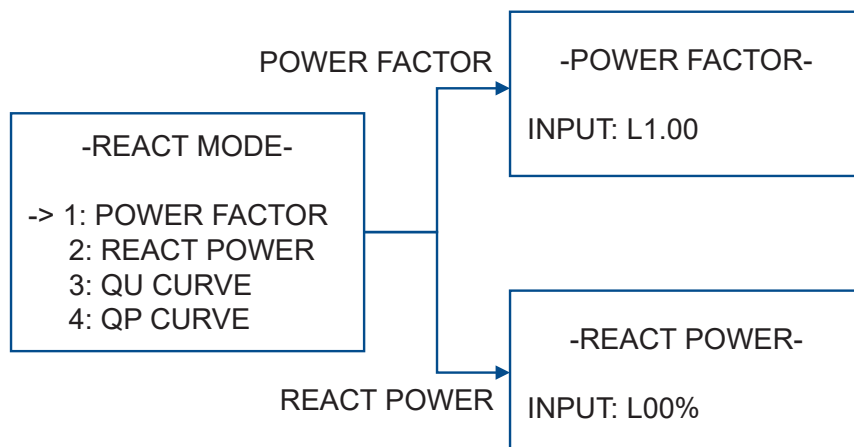 POWER FACTOR
-POWER FACTOR-
INPUT: L1.00
-REACT MODE-
-> 1: POWER FACTOR
2: REACT POWER
3: QU CURVE
4: QP CURVE
REACT POWER
-REACT POWER-
INPUT: L00%